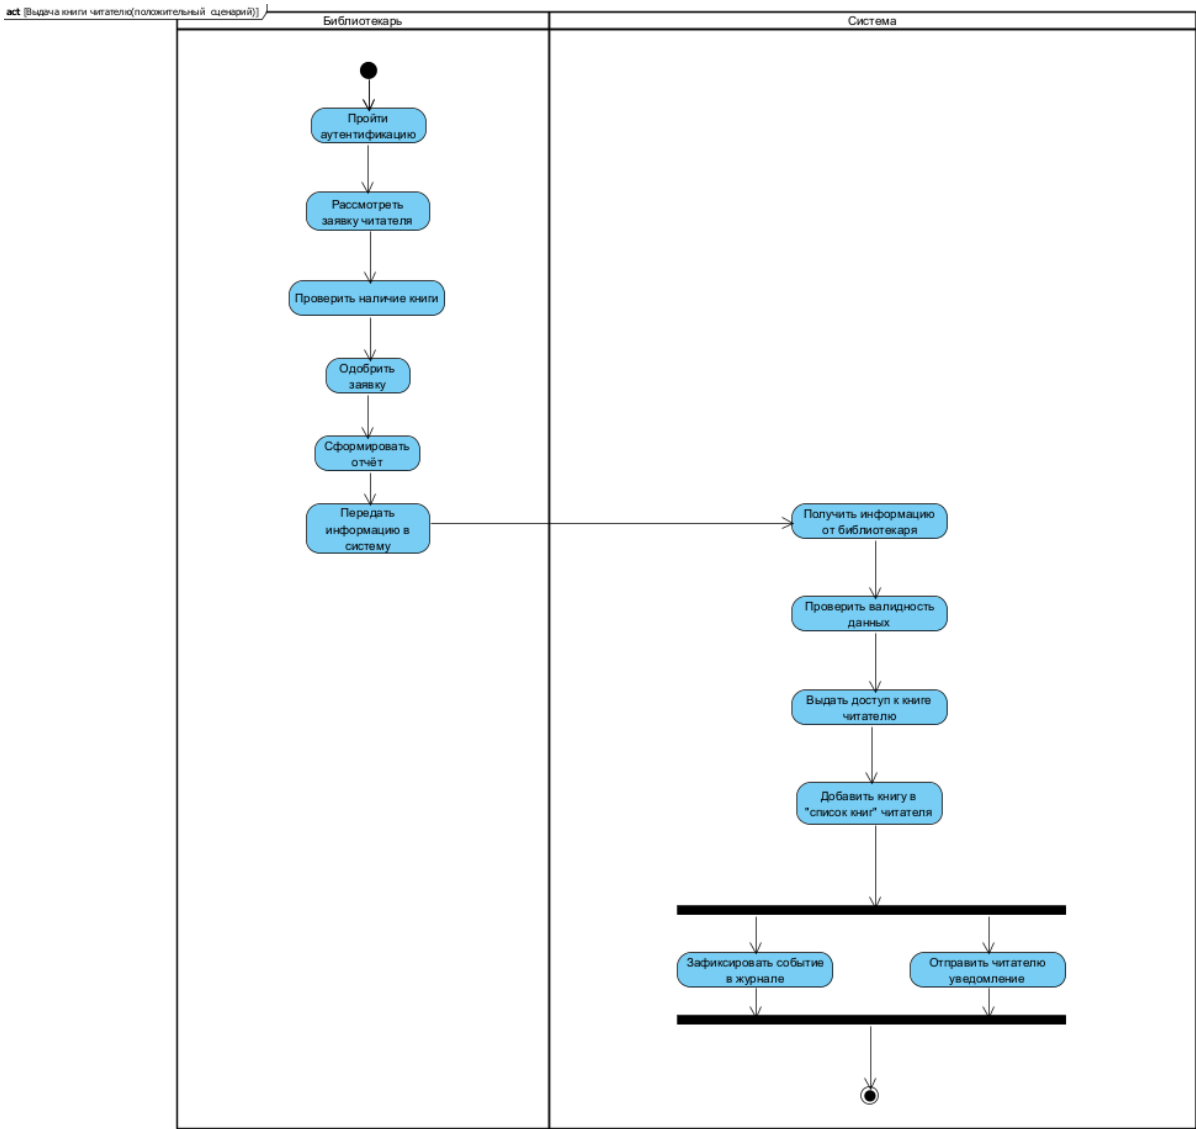 act [Выдача книги читателю(положительный сценарий)]
Библиотекарь
Система
Пройти
аутентификацию
Рассмотреть
заявку читателя
Проверить наличие книги
Одобрить
заявку
Сформировать
отчёт
Передать
информацию в
систему
Получить информацию
от библиотекаря
Проверить валидность
данных
Выдать доступ к книге
читателю
Добавить книгу в
"список книг" читателя
Зафиксировать событие
в журнале
Отправить читателю
уведомление